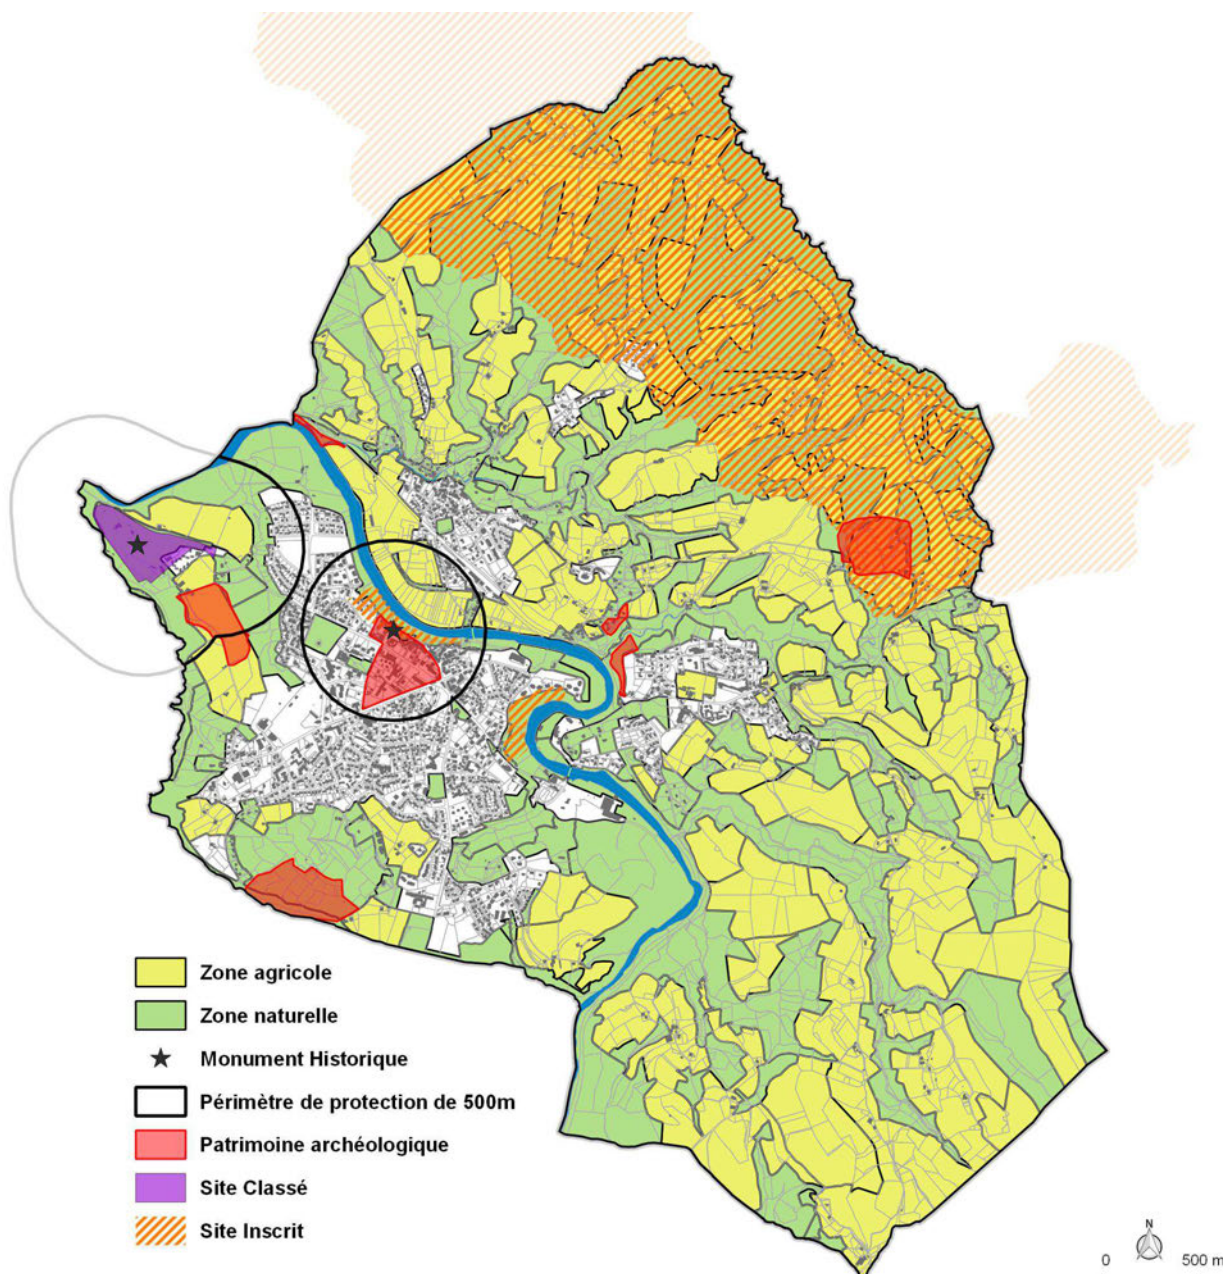 Zone agricole
Zone naturelle
Monument Historique
Périmètre de protection de 500m
Patrimoine archéologique
Site Classé
Site Inscrit
N
0 500 m